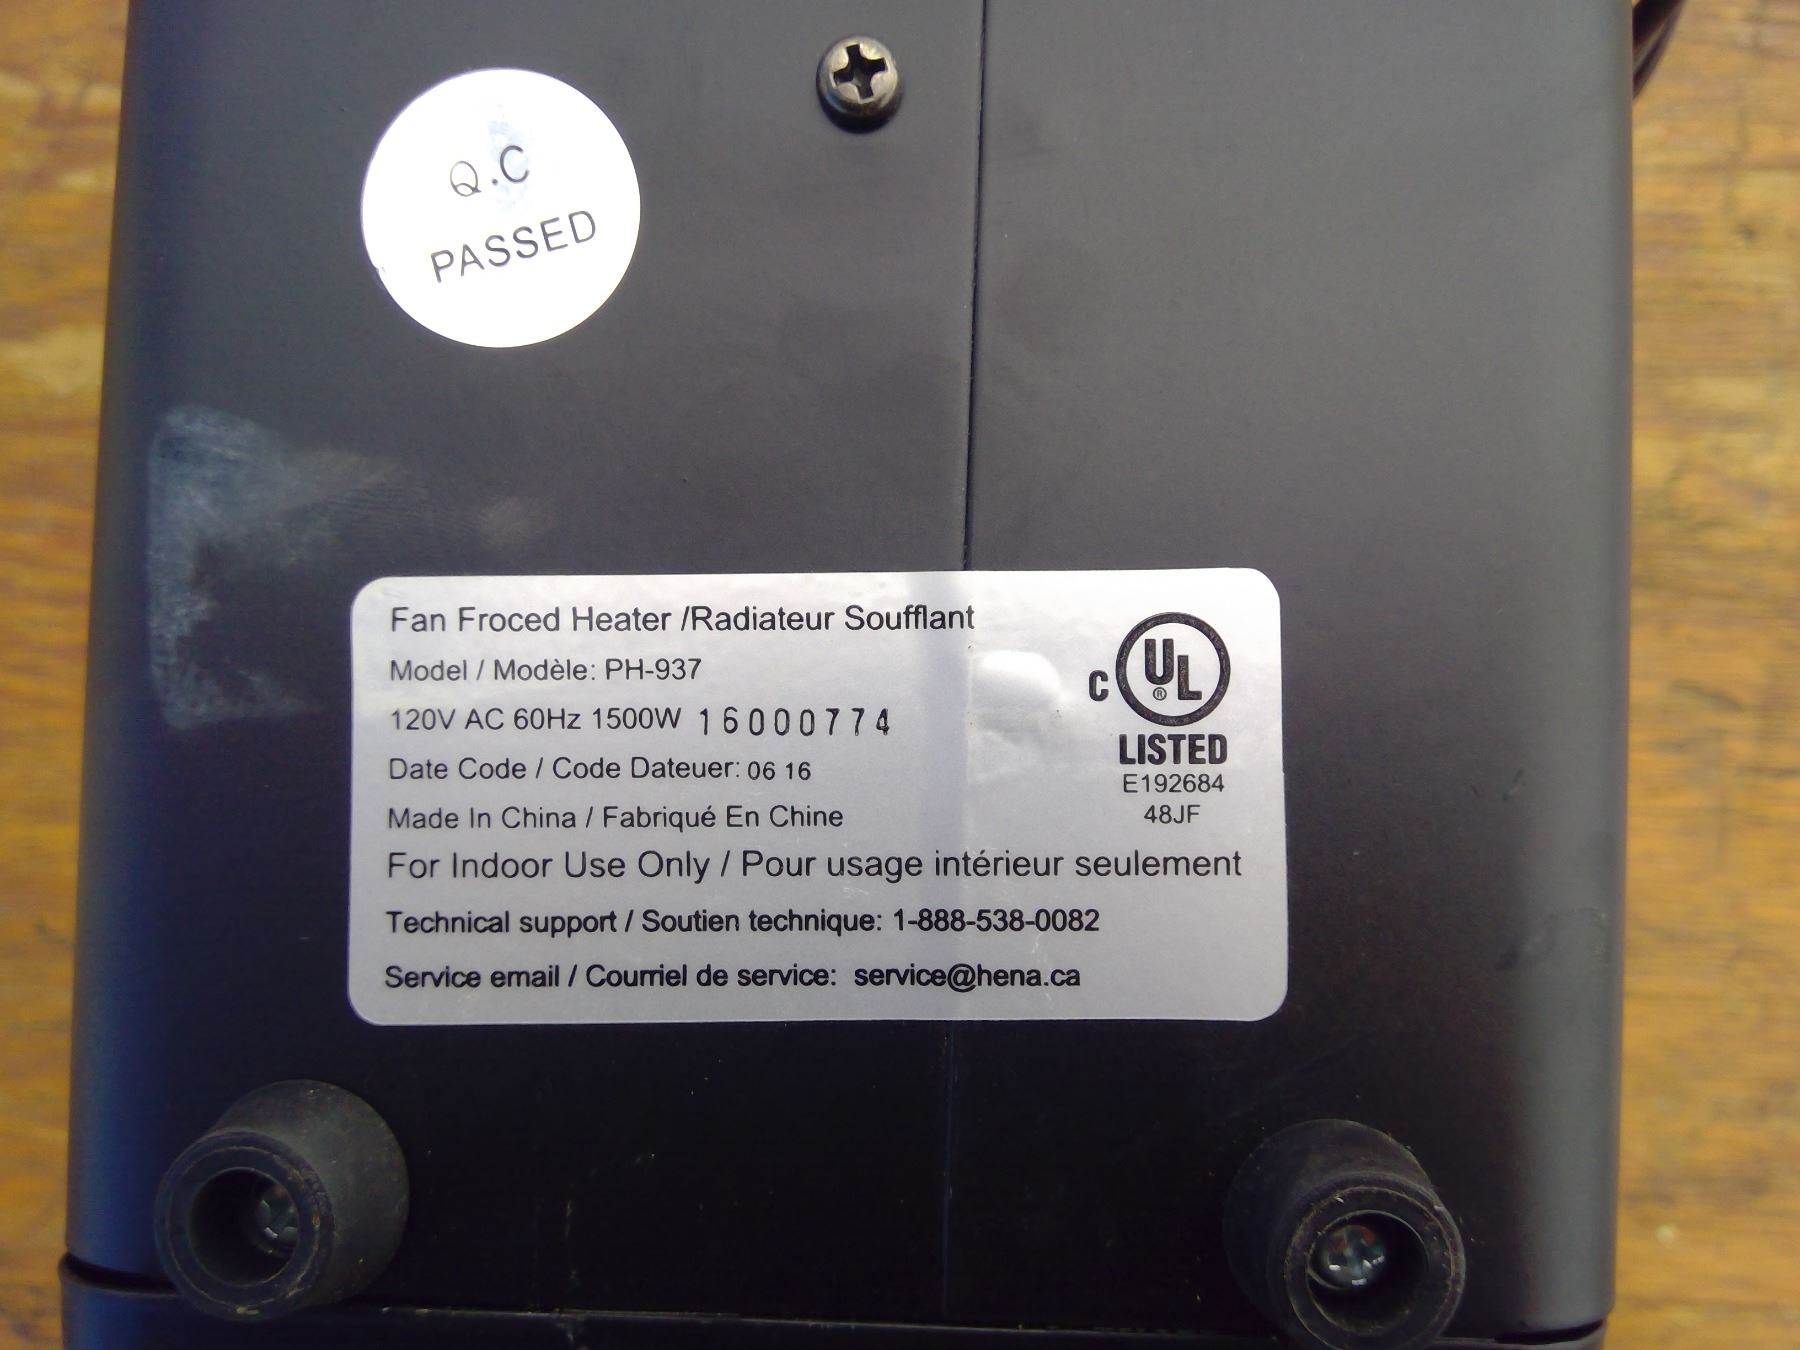 Q.C
PASSED
Fan Froced Heater /Radiateur Soufflant
Model / Modèle: PH-937
120V AC 60Hz 1500W 16000774
Date Code / Code Dateuer: 06 16
Made In China / Fabriqué En Chine
For Indoor Use Only / Pour usage intérieur seulement
Technical support / Soutien technique: 1-888-538-0082
Service email / Courriel de service: service@hena.ca
C UL ®
LISTED
E192684
48JF